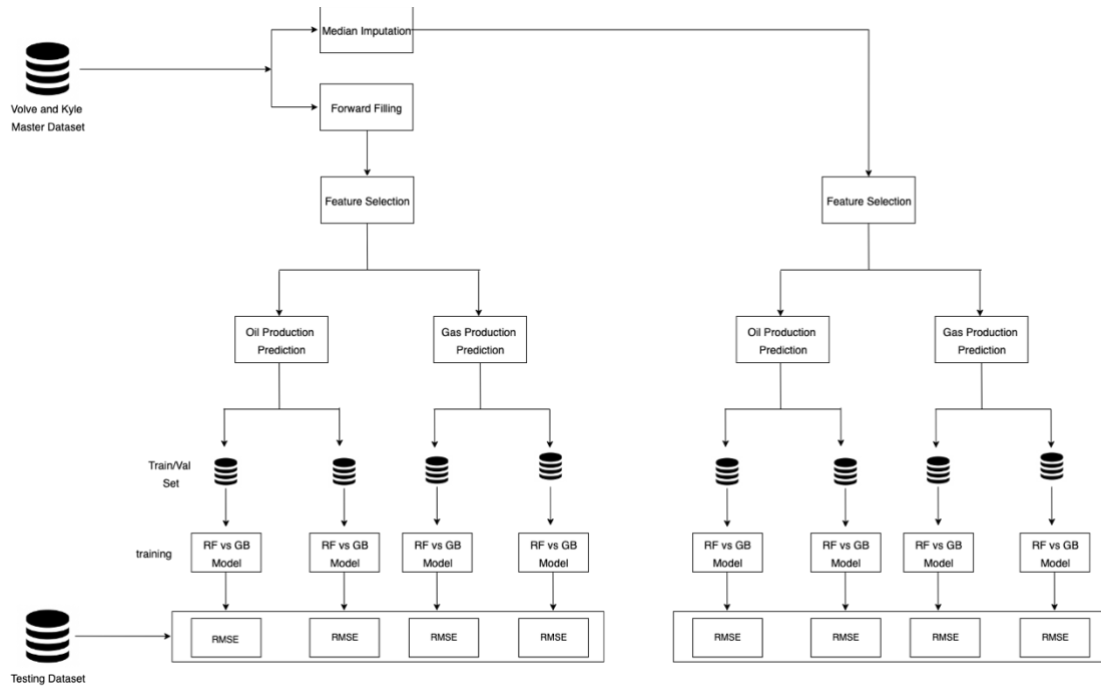 Median Imputation
Volve and Kyle
Master Dataset
Forward Filling
Feature Selection
Feature Selection
Oil Production
Prediction
Gas Production
Prediction
Oil Production
Prediction
Gas Production
Prediction
Train/Val
Set
training
RF vs GB
Model
RF vs GB
Model
RF vs GB
Model
RF vs GB
Model
RF vs GB
Model
RF vs GB
Model
RF vs GB
Model
RF vs GB
Model
RMSE
RMSE
RMSE
RMSE
RMSE
RMSE
RMSE
RMSE
Testing Dataset